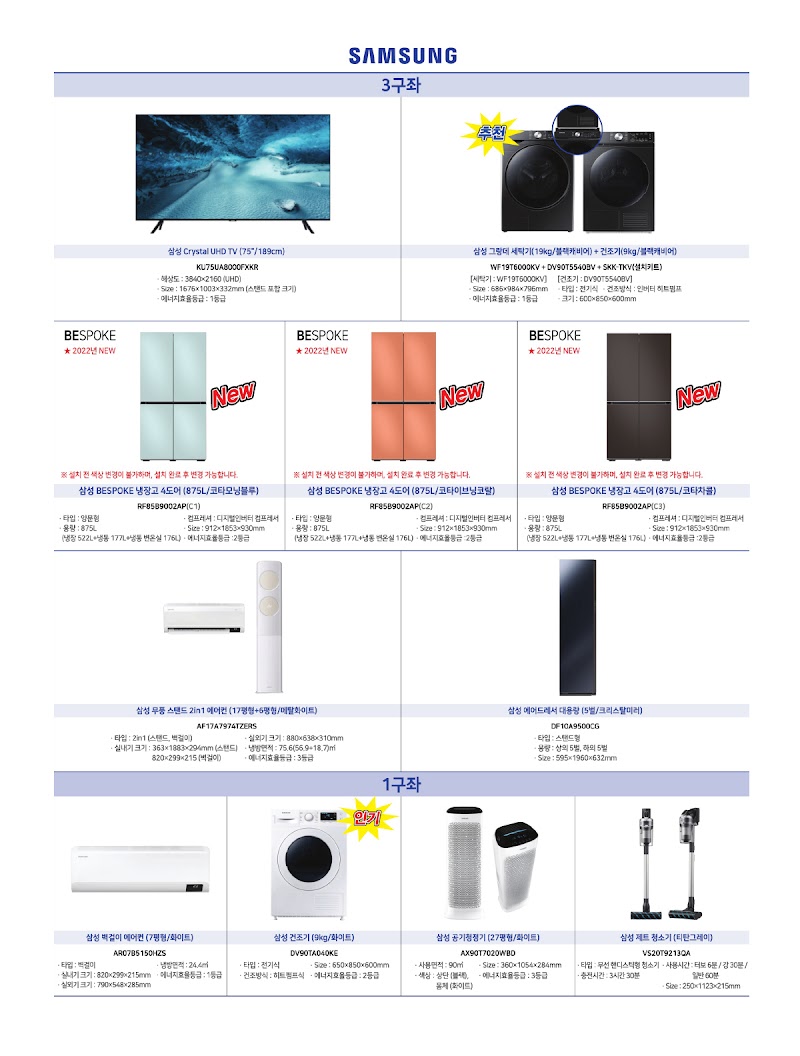 SAMSUNG
3구좌
추천
삼성 Crystal UHD TV (75"/189cm)
KU75UA8000FXKR
· 해상도 : 3840×2160 (UHD)
· Size : 1676×1003×332mm (스탠드 포함 크기)
· 에너지효율등급 : 1등급
삼성 그랑데 세탁기(19kg/블랙캐비어) + 건조기(9kg/블랙캐비어)
WF19T6000KV + DV90T5540BV + SKK-TKV(설치키트)
[세탁기 : WF19T6000KV] [건조기 : DV90T5540BV]
· Size : 686×984×796mm · 타입 : 전기식 · 건조방식 : 인버터 히트펌프
· 에너지효율등급 : 1등급 · 크기 : 600×850×600mm
BESPOKE
★ 2022년 NEW
New
※ 설치 전 색상 변경이 불가하며, 설치 완료 후 변경 가능합니다.
삼성 BESPOKE 냉장고 4도어 (875L/코타모닝블루)
RF85B9002AP(C1)
· 타입 : 양문형 · 컴프레셔 : 디지털인버터 컴프레셔
· 용량 : 875L · Size : 912×1853×930mm
(냉장 522L+냉동 177L+냉동 변온실 176L) · 에너지효율등급 : 2등급
BESPOKE
★ 2022년 NEW
New
※ 설치 전 색상 변경이 불가하며, 설치 완료 후 변경 가능합니다.
삼성 BESPOKE 냉장고 4도어 (875L/코타이브닝코랄)
RF85B9002AP(C2)
· 타입 : 양문형 · 컴프레셔 : 디지털인버터 컴프레셔
· 용량 : 875L · Size : 912×1853×930mm
(냉장 522L+냉동 177L+냉동 변온실 176L) · 에너지효율등급 : 2등급
BESPOKE
★ 2022년 NEW
New
※ 설치 전 색상 변경이 불가하며, 설치 완료 후 변경 가능합니다.
삼성 BESPOKE 냉장고 4도어 (875L/코타차콜)
RF85B9002AP(C3)
· 타입 : 양문형 · 컴프레셔 : 디지털인버터 컴프레셔
· 용량 : 875L · Size : 912×1853×930mm
(냉장 522L+냉동 177L+냉동 변온실 176L) · 에너지효율등급 : 2등급
삼성 무풍 스탠드 2in1 에어컨 (17평형+6평형/메탈화이트)
AF17A7974TZERS
· 타입 : 2in1 (스탠드, 벽걸이) · 실외기 크기 : 880×638×310mm
· 실내기 크기 : 363×1883×294mm (스탠드) · 냉방면적 : 75.6(56.9+18.7)㎡
820×299×215 (벽걸이) · 에너지효율등급 : 3등급
삼성 에어드레서 대용량 (5벌/크리스탈미러)
DF10A9500CG
· 타입 : 스탠드형
· 용량 : 상의 5벌, 하의 5벌
· Size : 595×1960×632mm
1구좌
인기
삼성 벽걸이 에어컨 (7평형/화이트)
AR07B5150HZS
· 타입 : 벽걸이 · 냉방면적 : 24.4㎡
· 실내기 크기 : 820×299×215mm · 에너지효율등급 : 1등급
· 실외기 크기 : 790×548×285mm
삼성 건조기 (9kg/화이트)
DV90TA040KE
· 타입 : 전기식 · Size : 650×850×600mm
· 건조방식 : 히트펌프식 · 에너지효율등급 : 2등급
삼성 공기청정기 (27평형/화이트)
AX90T7020WBD
· 사용면적 : 90㎡ · Size : 360×1054×284mm
· 색상 : 상단 (블랙), · 에너지효율등급 : 3등급
몸체 (화이트)
삼성 제트 청소기 (티탄그레이)
VS20T9213QA
· 타입 : 무선 핸디스틱형 청소기 · 사용시간 : 터보 6분 / 강 30분 /
· 충전시간 : 3시간 30분 일반 60분
· Size : 250×1123×215mm